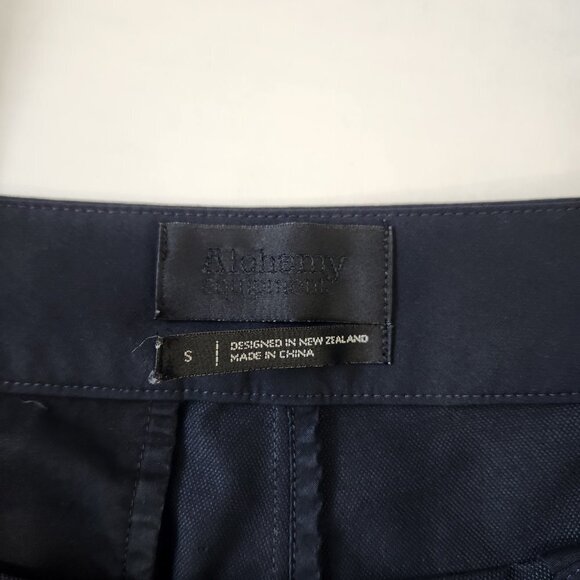 Alchemy
equipment
S
DESIGNED IN NEW ZEALAND
MADE IN CHINA